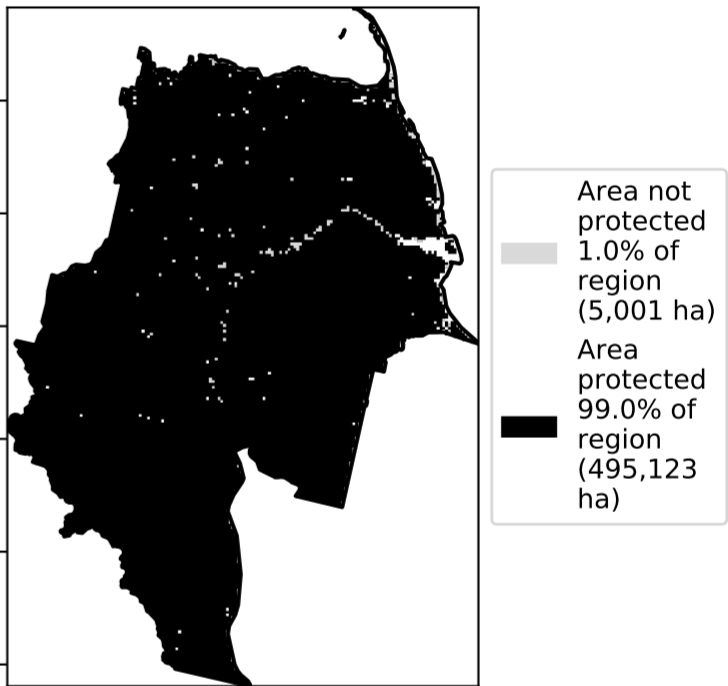 Area not
protected
1.0% of
region
(5,001 ha)
Area
protected
99.0% of
region
(495,123
ha)